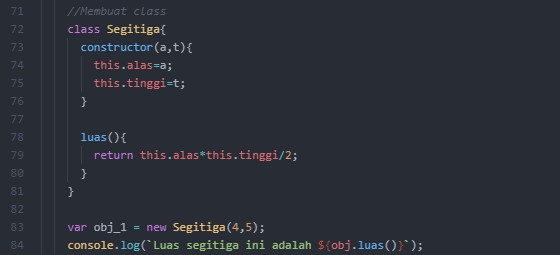 71 //Membuat class
72 class Segitiga{
73 constructor(a,t){
74 this.alas=a;
75 this.tinggi=t;
76 }
77
78 luas(){
79 return this.alas*this.tinggi/2;
80 }
81 }
82
83 var obj_1 = new Segitiga(4,5);
84 console.log(`Luas segitiga ini adalah ${obj.luas()}`);